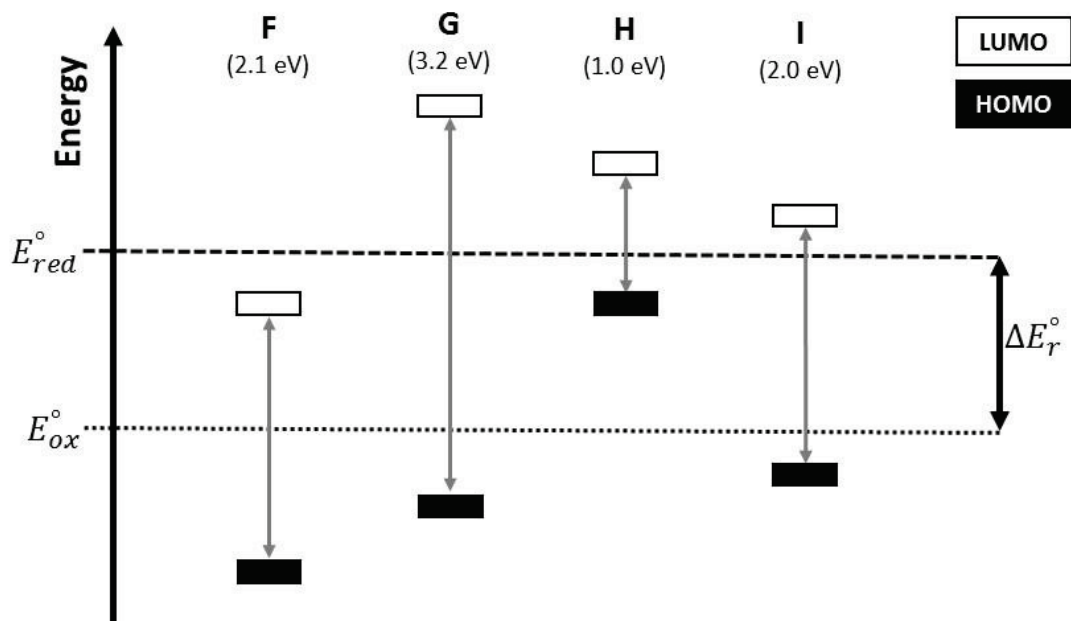 F G H I
(2.1 eV) (3.2 eV) (1.0 eV) (2.0 eV)
LUMO
HOMO
Energy
E°red
E°ox
ΔE°r